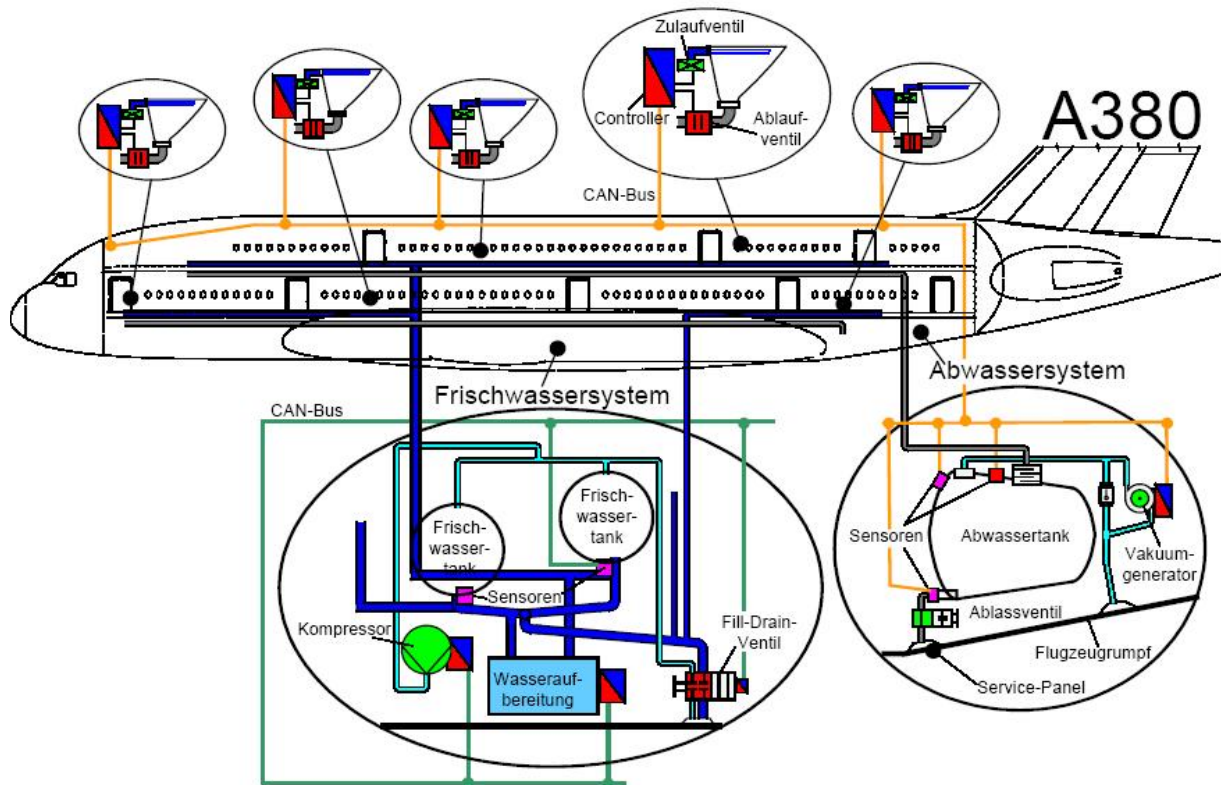 Zulaufventil
A380
Controller
Ablauf-
ventil
CAN-Bus
Frischwassersystem
Abwassersystem
CAN-Bus
Frisch-
wasser-
tank
Frisch-
wasser-
tank
Sensoren
Kompressor
Fill-Drain-
Ventil
Wasserauf-
bereitung
Sensoren
Abwassertank
Vakuum-
generator
Ablassventil
Flugzeugrumpf
Service-Panel